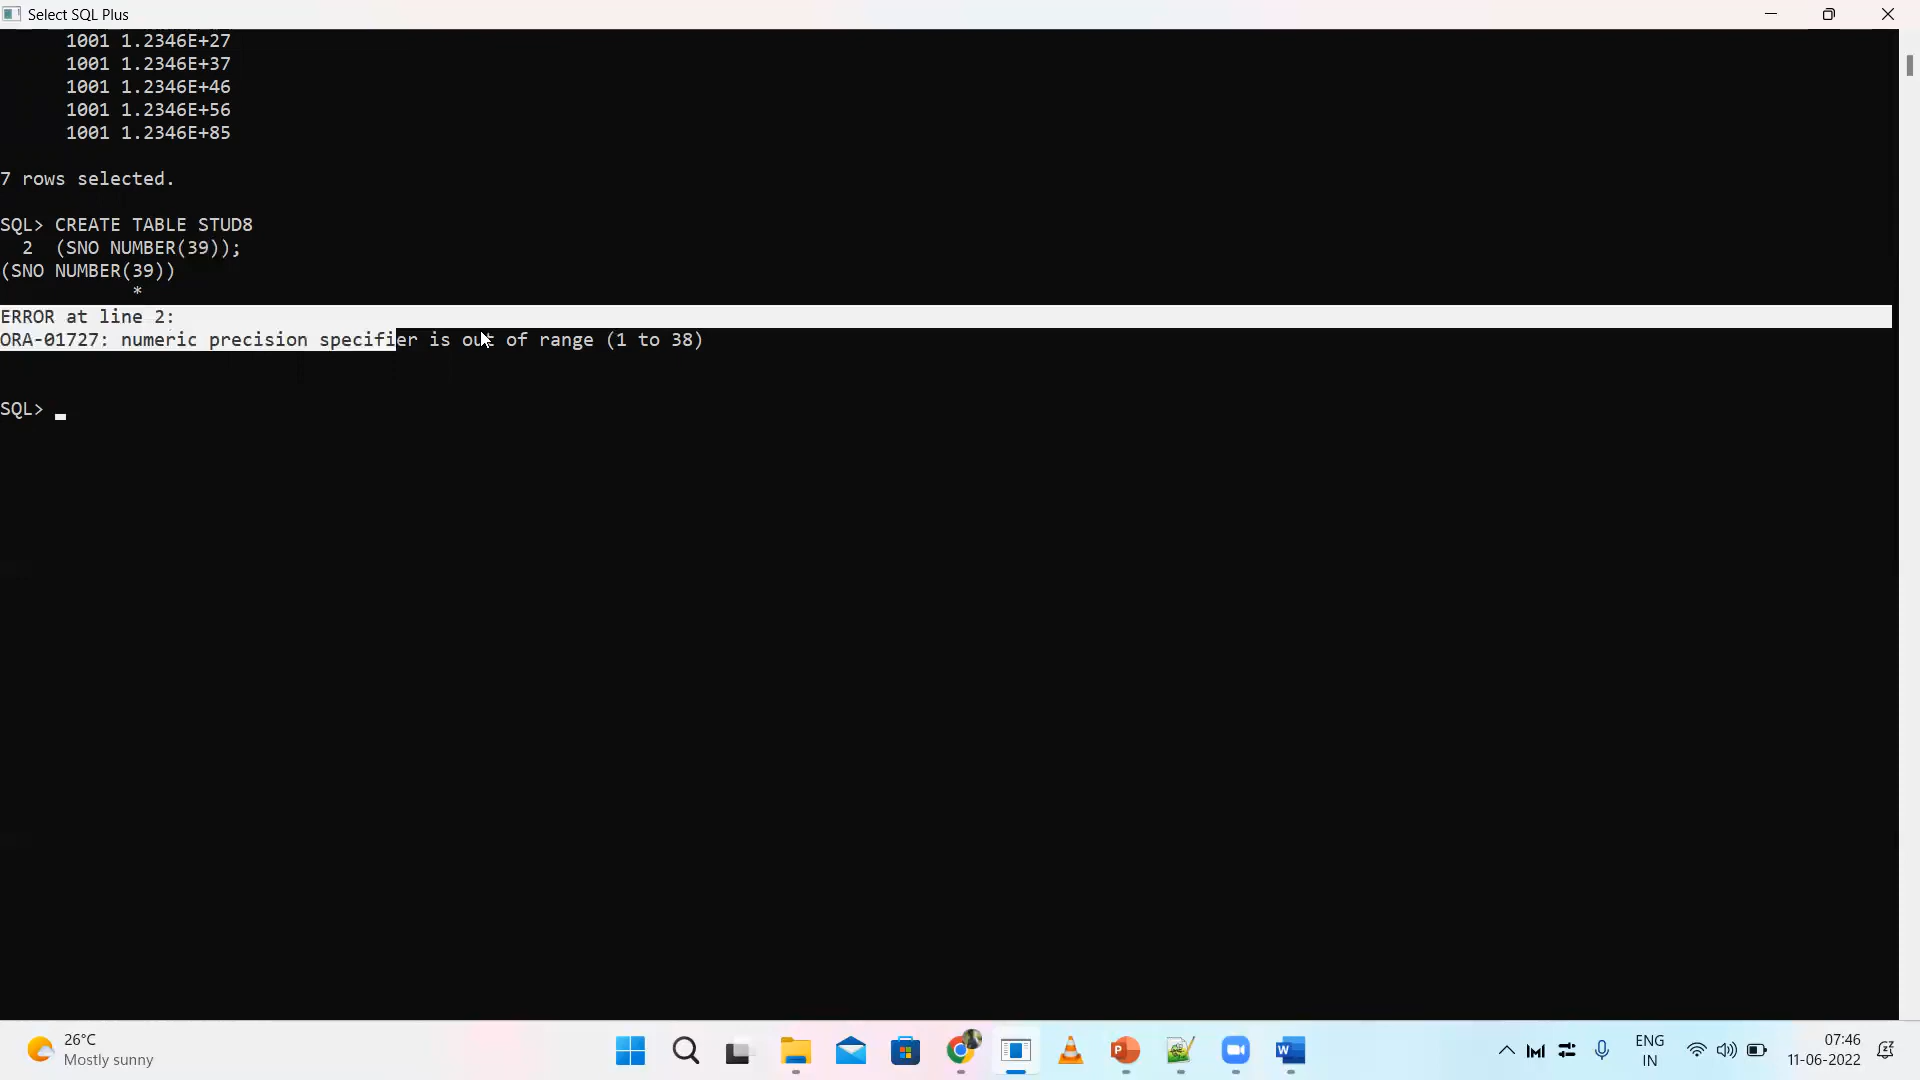 Select SQL Plus
1001 1.2346E+27
1001 1.2346E+37
1001 1.2346E+46
1001 1.2346E+56
1001 1.2346E+85
7 rows selected.
SQL> CREATE TABLE STUD8
2 (SNO NUMBER(39));
(SNO NUMBER(39))
*
ERROR at line 2:
ORA-01727: numeric precision specifier is out of range (1 to 38)
SQL>
26°C
Mostly sunny
ENG
IN
07:46
11-06-2022